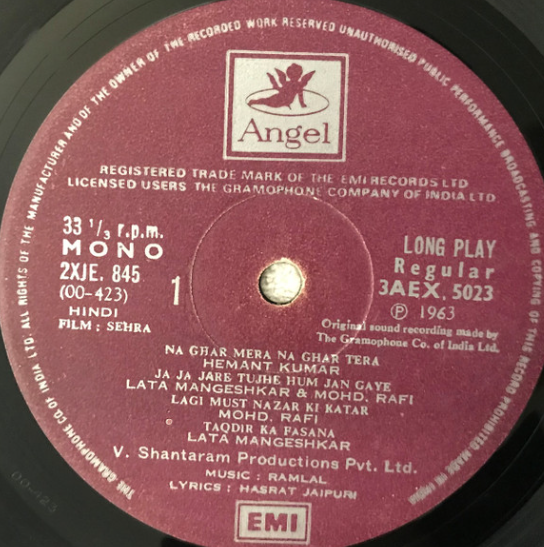 ALL RIGHTS OF THE MANUFACTURER AND OF THE OWNER OF THE RECORDED WORK RESERVED UNAUTHORISED PUBLIC PERFORMANCE BROADCASTING AND COPYING OF THIS RECORD PROHIBITED MADE IN INDIA
Angel
REGISTERED TRADE MARK OF THE EMI RECORDS LTD
LICENSED USERS THE GRAMOPHONE COMPANY OF INDIA LTD
33 1/3 r.p.m.
MONO
2XJE. 845
(00-423)
1
HINDI
FILM : SEHRA
LONG PLAY
Regular
3AEX. 5023
Ⓟ 1963
Original sound recording made by
The Gramophone Co. of India Ltd.
NA GHAR MERA NA GHAR TERA
HEMANT KUMAR
JA JA JARE TUJHE HUM JAN GAYE
LATA MANGESHKAR & MOHD. RAFI
LAGI MUST NAZAR KI KATAR
MOHD. RAFI
TAQDIR KA FASANA
LATA MANGESHKAR
V. Shantaram Productions Pvt. Ltd.
MUSIC : RAMLAL
LYRICS : HASRAT JAIPURI
EMI
THE GRAMOPHONE CO OF INDIA LTD.
00-423